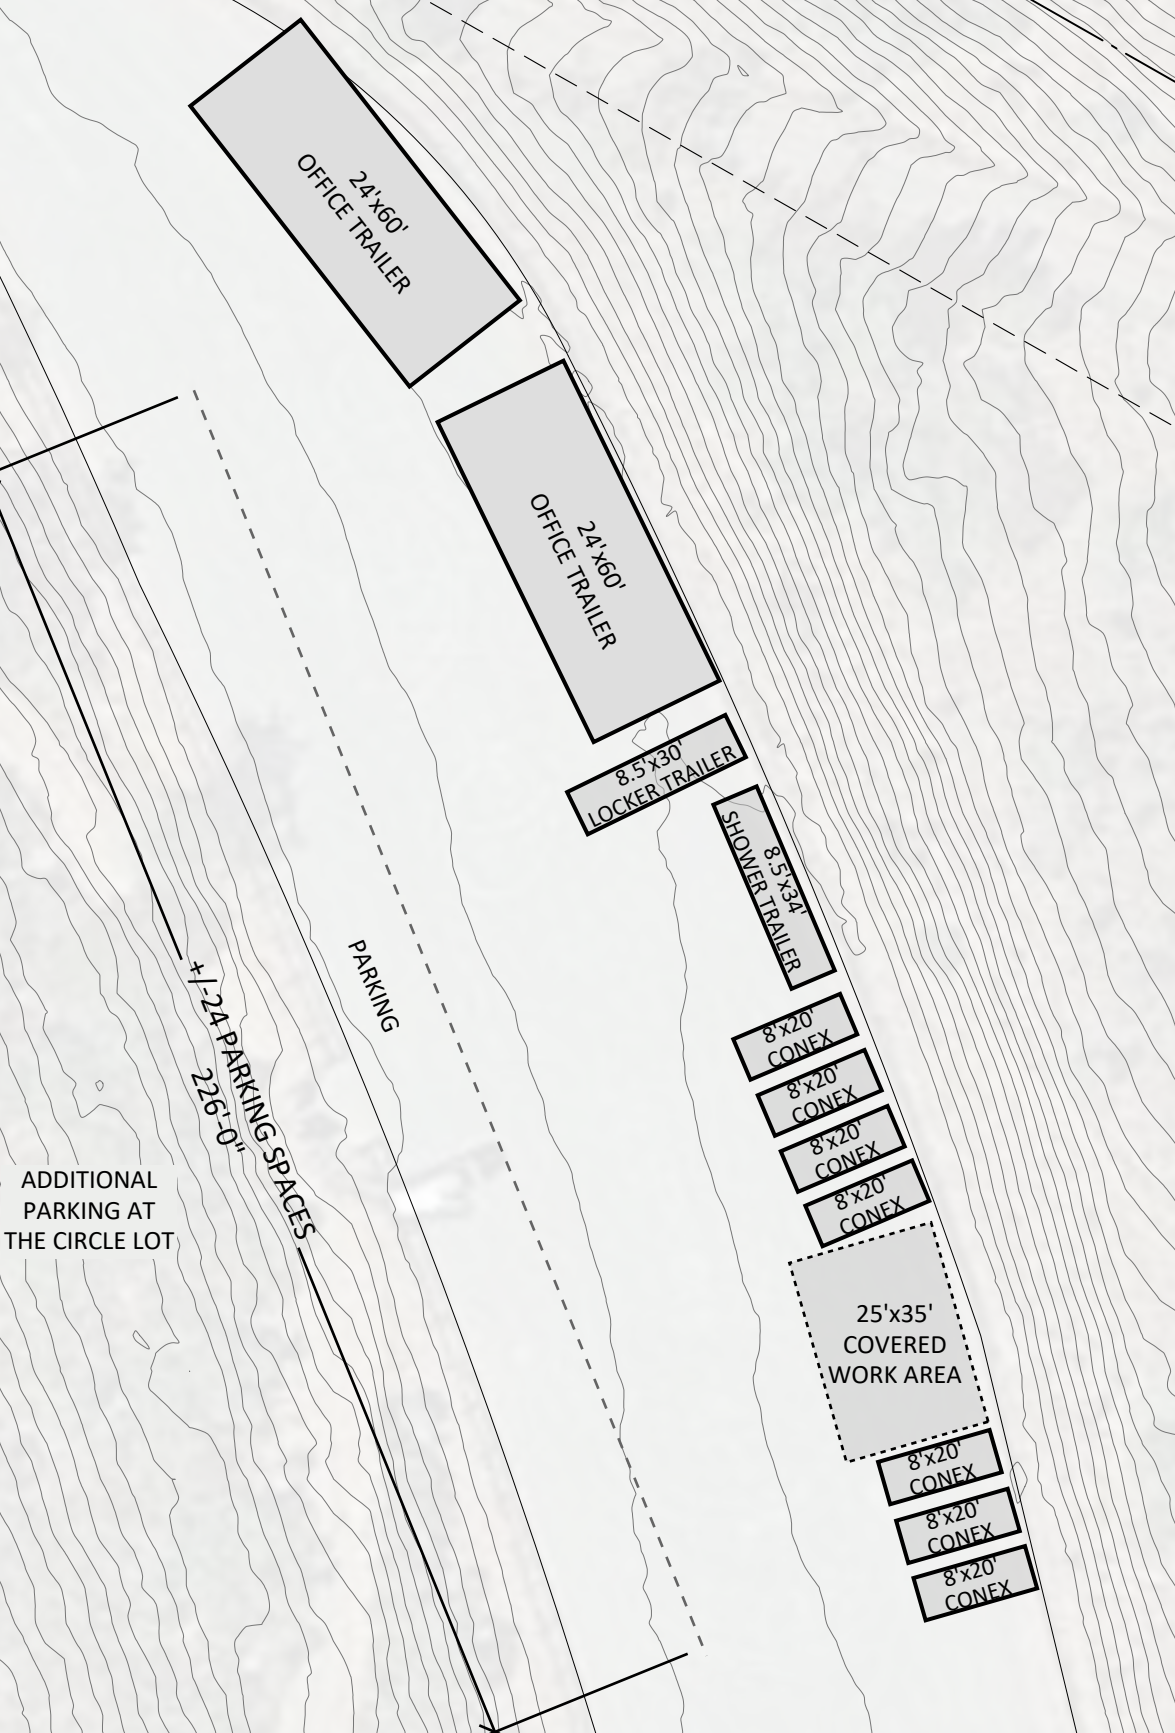 24'x60'
OFFICE TRAILER
24'x60'
OFFICE TRAILER
8.5'x30'
LOCKER TRAILER
8.5'x34'
SHOWER TRAILER
PARKING
8'x20'
CONEX
8'x20'
CONEX
8'x20'
CONEX
8'x20'
CONEX
+/-24 PARKING SPACES
226'-0"
ADDITIONAL
PARKING AT
THE CIRCLE LOT
25'x35'
COVERED
WORK AREA
8'x20'
CONEX
8'x20'
CONEX
8'x20'
CONEX